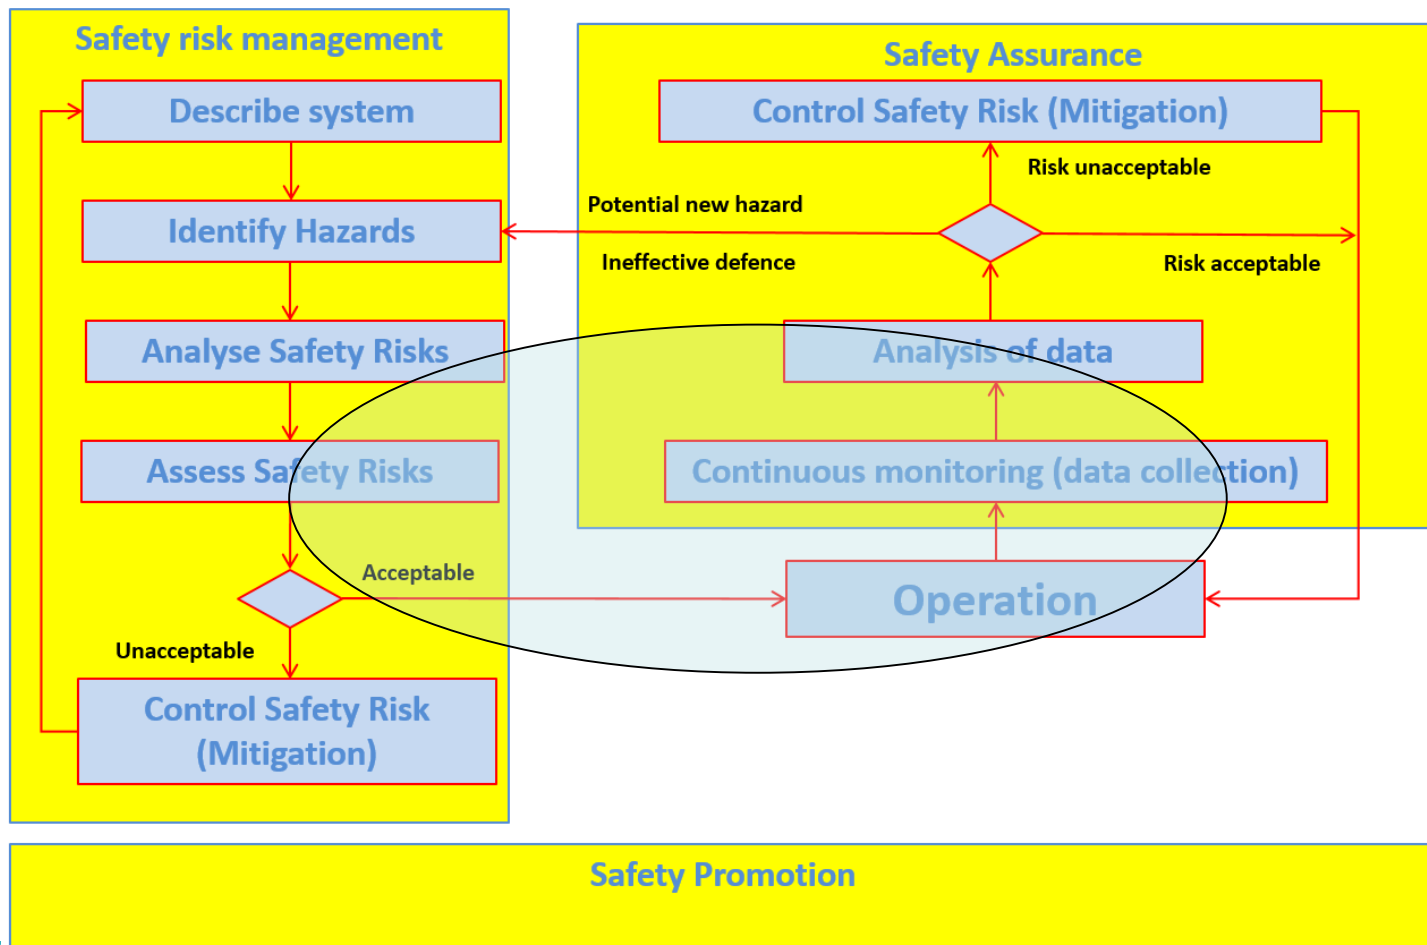 Safety risk management
Describe system
Identify Hazards
Analyse Safety Risks
Assess Safety Risks
Acceptable
Unacceptable
Control Safety Risk
(Mitigation)
Safety Assurance
Control Safety Risk (Mitigation)
Risk unacceptable
Potential new hazard
Ineffective defence
Risk acceptable
Analysis of data
Continuous monitoring (data collection)
Operation
Safety Promotion